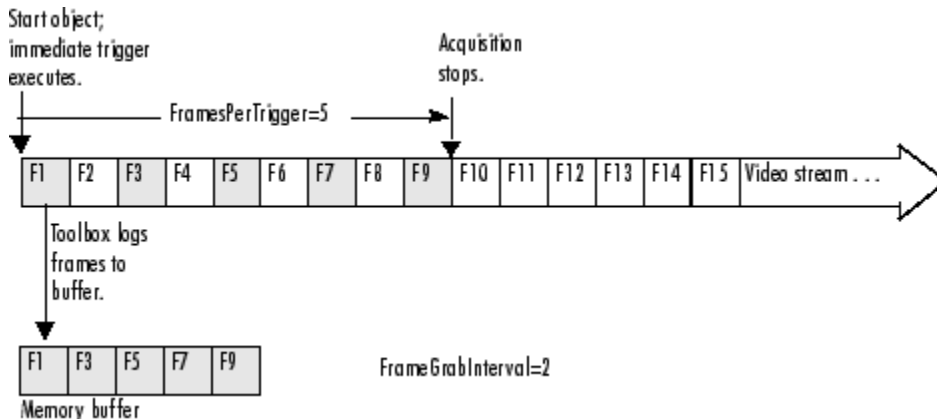 Start object;
immediate trigger
executes.
Acquisition
stops.
FramesPerTrigger=5
F1 F2 F3 F4 F5 F6 F7 F8 F9 F10 F11 F12 F13 F14 F15 Video stream . . .
Toolbox logs
frames to
buffer.
F1 F3 F5 F7 F9
FrameGrabInterval=2
Memory buffer